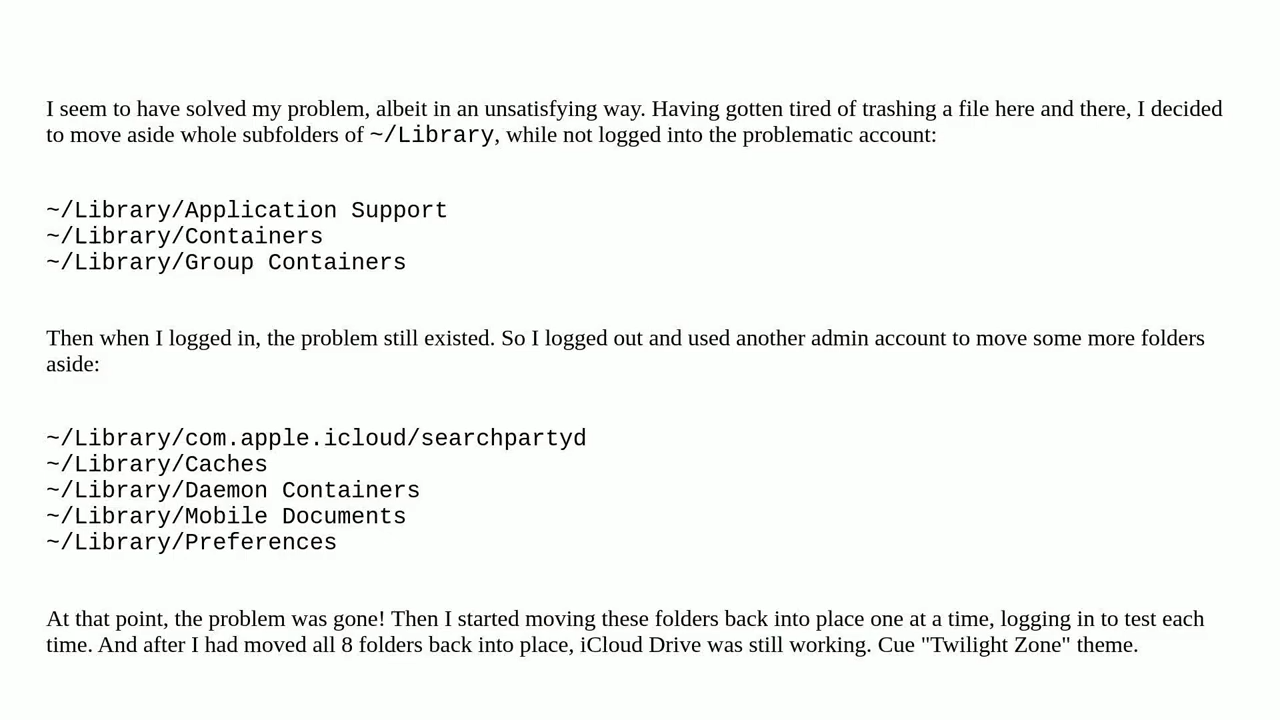 I seem to have solved my problem, albeit in an unsatisfying way. Having gotten tired of trashing a file here and there, I decided
to move aside whole subfolders of ~/Library, while not logged into the problematic account:
~/Library/Application Support
~/Library/Containers
~/Library/Group Containers
Then when I logged in, the problem still existed. So I logged out and used another admin account to move some more folders
aside:
~/Library/com.apple.icloud/searchpartyd
~/Library/Caches
~/Library/Daemon Containers
~/Library/Mobile Documents
~/Library/Preferences
At that point, the problem was gone! Then I started moving these folders back into place one at a time, logging in to test each
time. And after I had moved all 8 folders back into place, iCloud Drive was still working. Cue "Twilight Zone" theme.